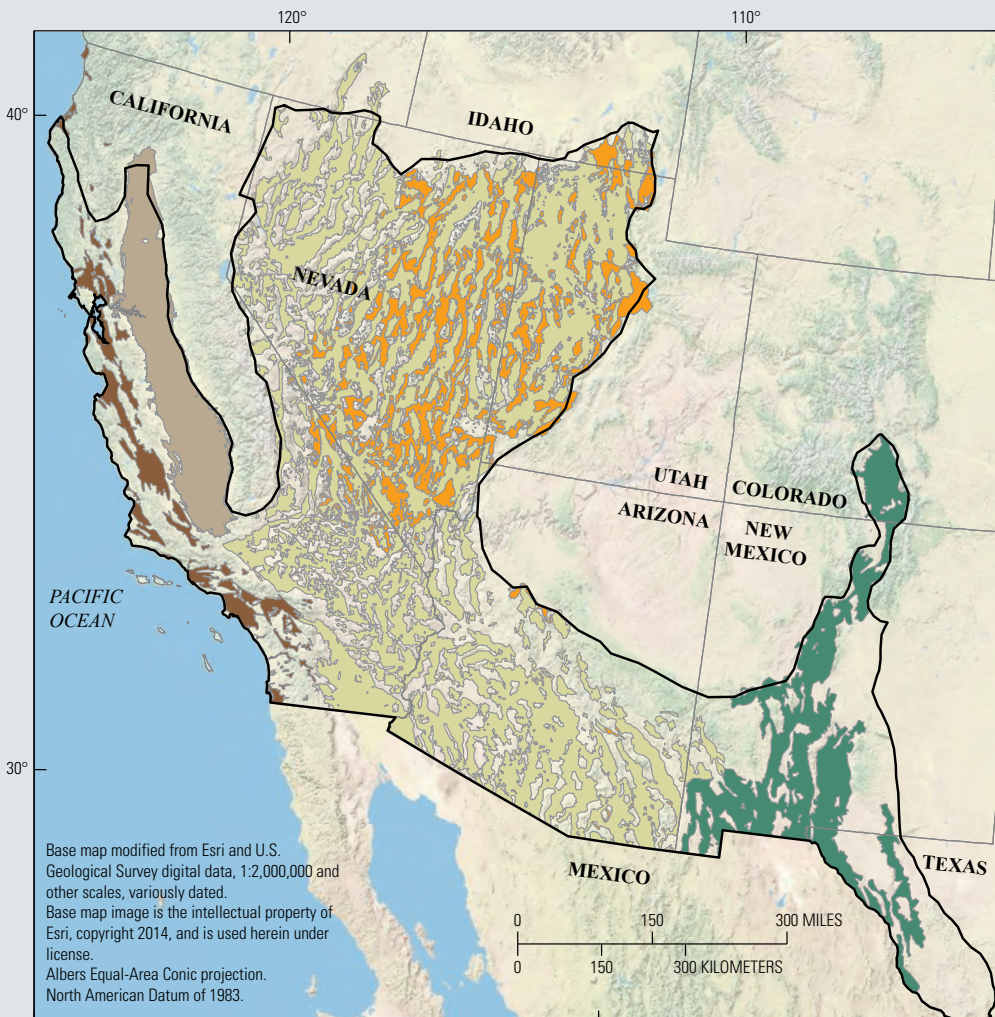 120°
110°
40°
CALIFORNIA
IDAHO
NEVADA
UTAH
COLORADO
ARIZONA
NEW
MEXICO
PACIFIC
OCEAN
30°
MEXICO
TEXAS
Base map modified from Esri and U.S.
Geological Survey digital data, 1:2,000,000 and
other scales, variously dated.
Base map image is the intellectual property of
Esri, copyright 2014, and is used herein under
license.
Albers Equal-Area Conic projection.
North American Datum of 1983.
0 150 300 MILES
0 150 300 KILOMETERS